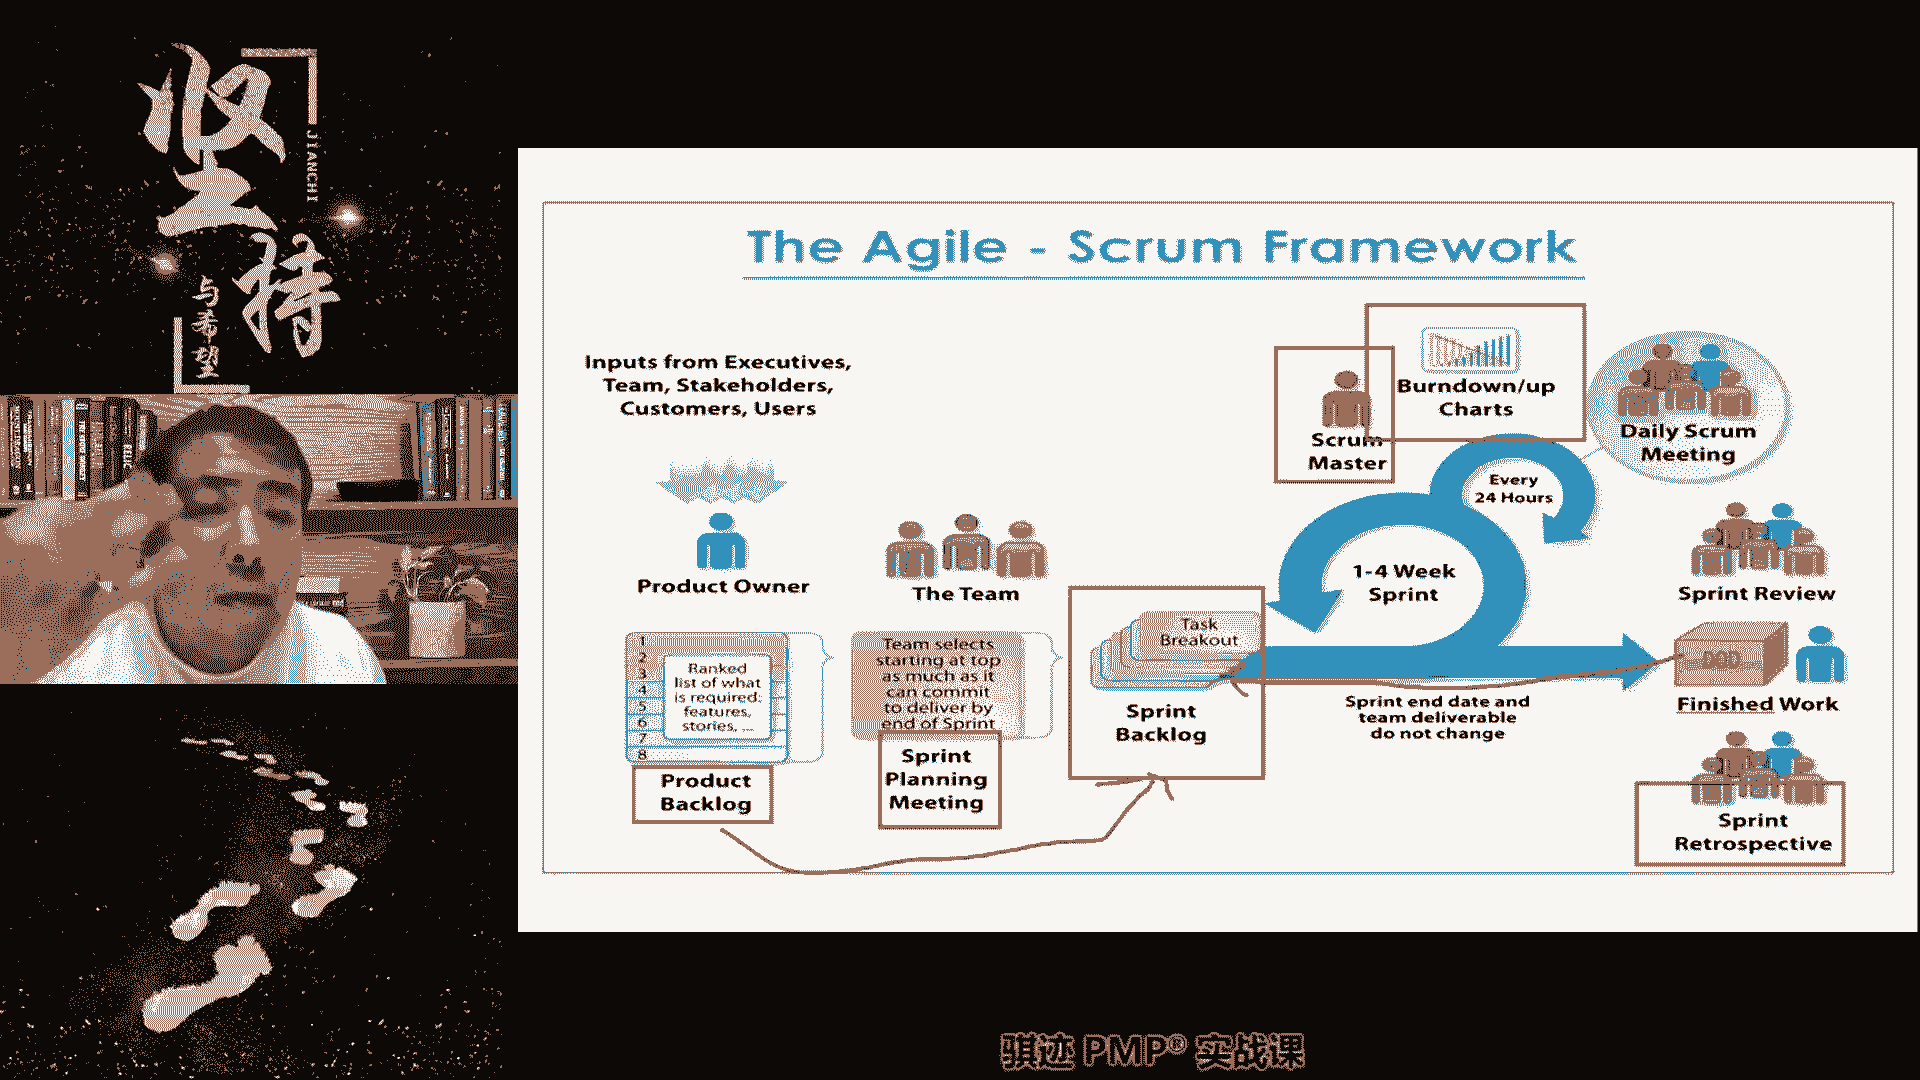 坚持
JIANCHI
与希望
The Agile - Scrum Framework
Inputs from Executives,
Team, Stakeholders,
Customers, Users
Product Owner
The Team
1
2
3
4
5
6
7
8
Ranked
list of what
is required:
features,
stories, ...
Product
Backlog
Team selects
starting at top
as much as it
can commit
to deliver by
end of Sprint
Sprint
Planning
Meeting
Task
Breakout
Sprint
Backlog
Scrum
Master
Burndown/up
Charts
Every
24 Hours
Daily Scrum
Meeting
1-4 Week
Sprint
Sprint end date and
team deliverable
do not change
Sprint Review
Finished Work
Sprint
Retrospective
骐迹 PMP® 实战课